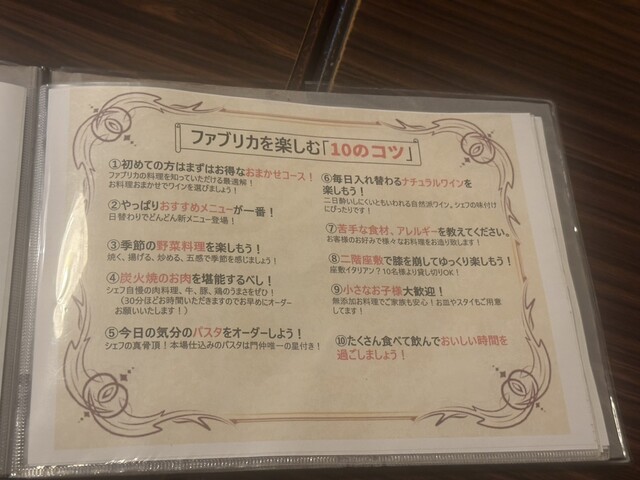 ファブリカを楽しむ「10のコツ」
①初めての方はまずはお得なおまかせコース！
ファブリカの料理を知っていただける最適解！
お料理おまかせでワインを選びましょう！
②やっぱりおすすめメニューが一番！
日替わりでどんどん新メニュー登場！
③季節の野菜料理を楽しもう！
焼く、揚げる、炒める、五感で季節を感じましょう！
④炭火焼のお肉を堪能するべし！
シェフ自慢の肉料理。牛、豚、鶏のうまさをぜひ！
（30分ほどお時間いただきますのでお早めにオーダー
お願いいたします！）
⑤今日の気分のパスタをオーダーしよう！
シェフの真骨頂！本場仕込みのパスタは門仲唯一の星付き！
⑥毎日入れ替わるナチュラルワインを
楽しもう！
二日酔いしにくいともいわれる自然派ワイン。シェフの味付け
にぴったりです！
⑦苦手な食材、アレルギーを教えてください。
お客様のお好みで様々なお料理をお造り致します！
⑧二階座敷で膝を崩してゆっくり楽もう！
座敷イタリアン？10名様より貸し切りOK！
⑨小さなお子様大歓迎！
無添加お料理でご家族も安心！お皿やスタイもご用意
してます！
⑩たくさん食べて飲んでおいしい時間を
過ごしましょう！